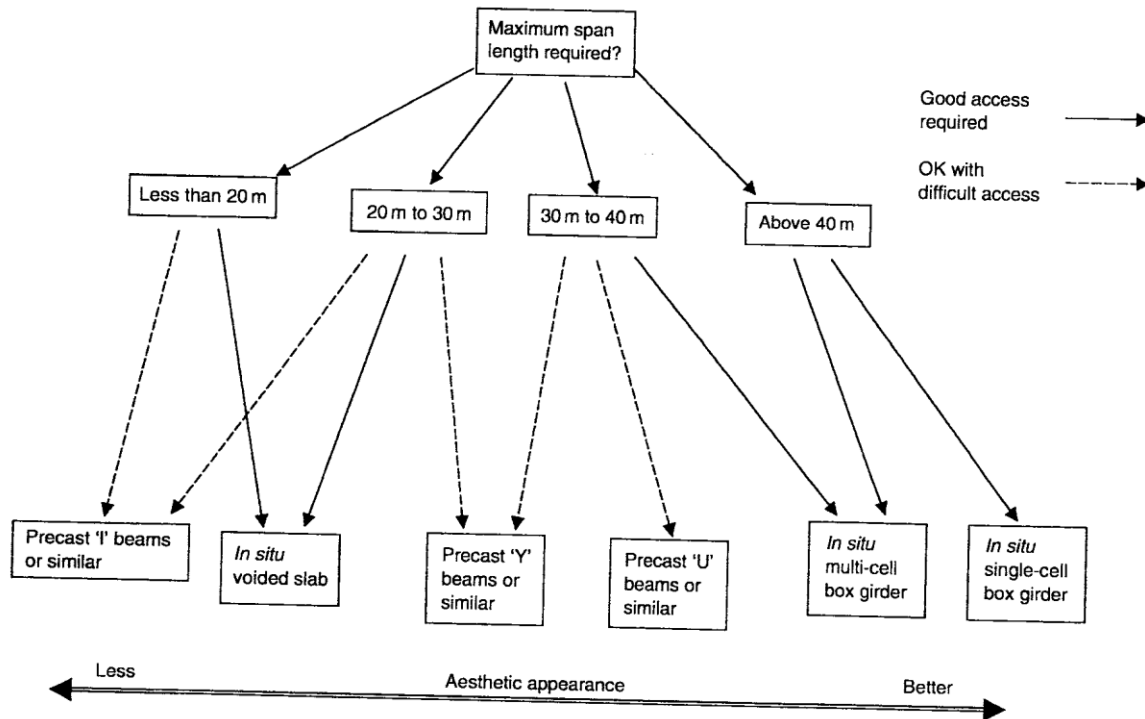 Maximum span
length required?
Good access
required
OK with
difficult access
Less than 20 m
20 m to 30 m
30 m to 40 m
Above 40 m
Precast ‘I’ beams
or similar
In situ
voided slab
Precast ‘Y’
beams or
similar
Precast ‘U’
beams or
similar
In situ
multi-cell
box girder
In situ
single-cell
box girder
Less
Aesthetic appearance
Better